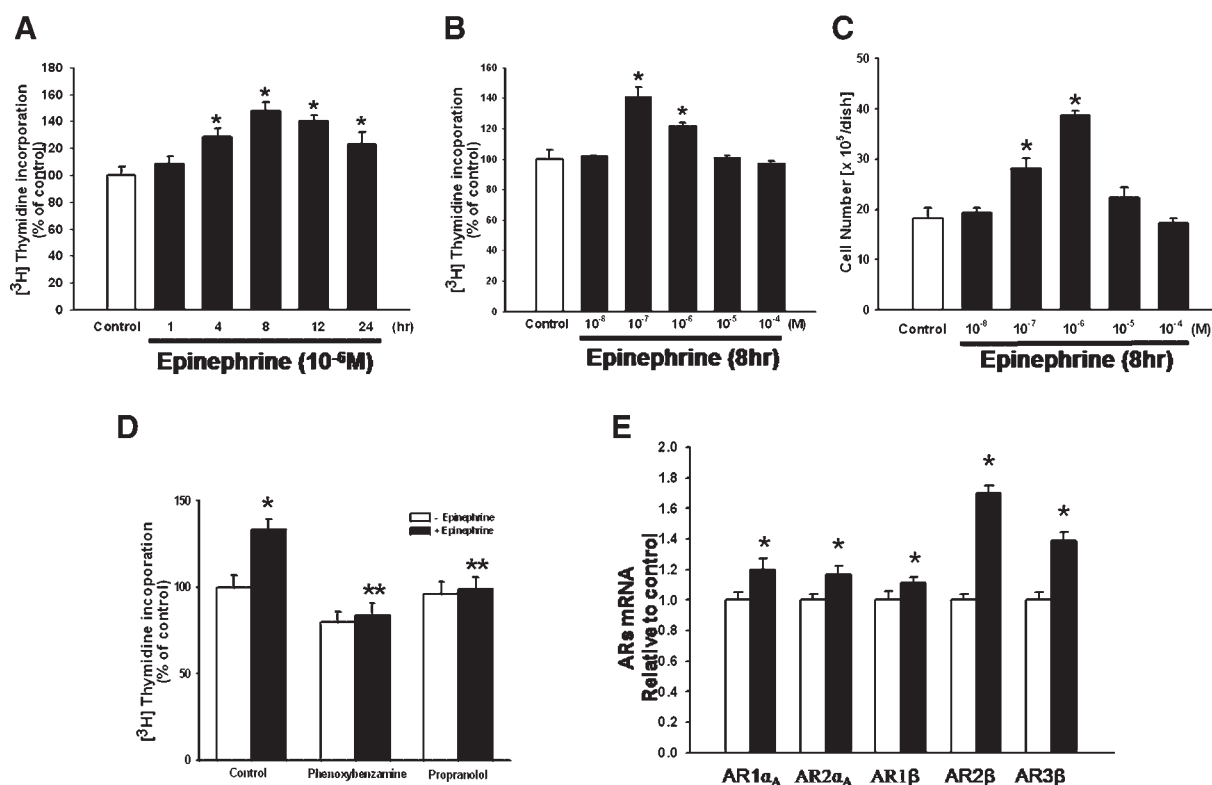 A
[³H] Thymidine incorporation
(% of control)
180
160
140
120
100
80
60
40
20
0
* * * * *
Control 1 4 8 12 24 (hr)
Epinephrine (10⁻⁶M)
B
[³H] Thymidine incoporation
(% of control)
160
140
120
100
80
60
40
20
0
* *
Control 10⁻⁸ 10⁻⁷ 10⁻⁶ 10⁻⁵ 10⁻⁴ (M)
Epinephrine (8hr)
C
Cell Number [x 10⁵/dish]
50
40
30
20
10
0
* *
Control 10⁻⁸ 10⁻⁷ 10⁻⁶ 10⁻⁵ 10⁻⁴ (M)
Epinephrine (8hr)
D
[³H] Thymidine incoporation
(% of control)
150
100
50
0
- Epinephrine
+ Epinephrine
* ** **
Control Phenoxybenzamine Propranolol
E
ARs mRNA
Relative to control
2.0
1.8
1.6
1.4
1.2
1.0
0.8
0.6
0.4
0.2
0.0
* * * * *
AR1αA AR2αA AR1β AR2β AR3β